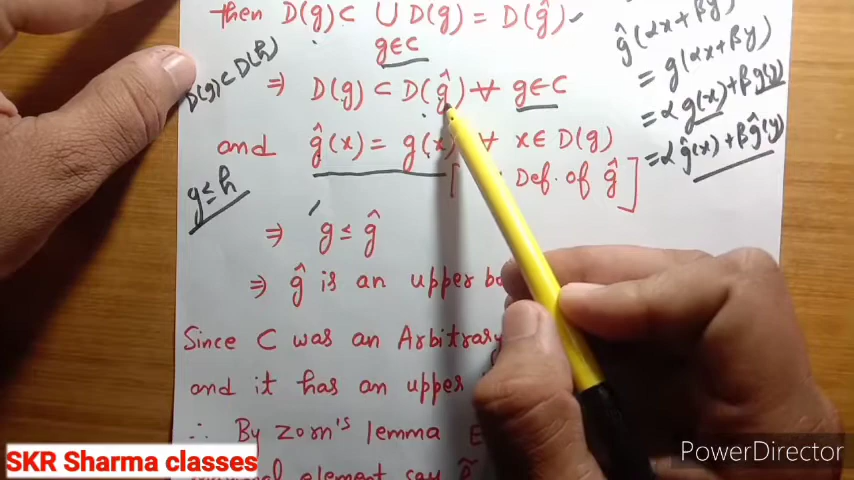 then D(g) ⊂ ∪ D(g) = D(ĝ)
g∈C
D(g) ⊂ D(h)
⇒ D(g) ⊂ D(ĝ) ∀ g∈C
and ĝ(x) = g(x) ∀ x∈ D(g)
[ Def. of ĝ ]
g ≤ h
⇒ g ≤ ĝ
⇒ ĝ is an upper
Since C was an Arbitrary
and it has an upper
∴ By Zorn's lemma E
element say
ĝ(αx + βy)
= g(αx + βy)
= α g(x) + β g(y)
= α ĝ(x) + β ĝ(y)
SKR Sharma classes
PowerDirector